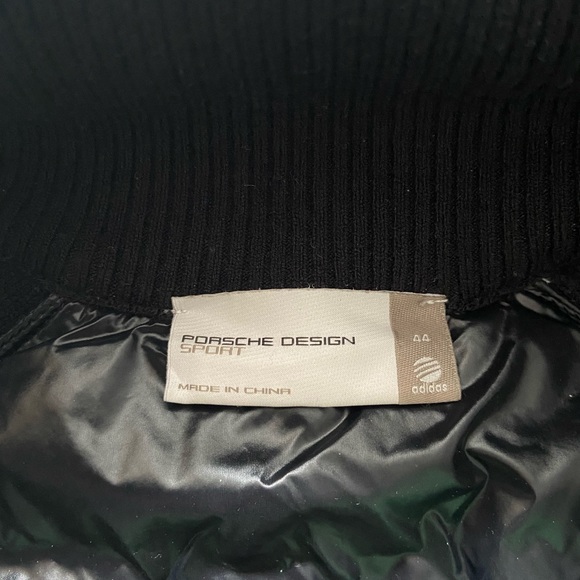 PORSCHE DESIGN
SPORT
MADE IN CHINA
44
adidas